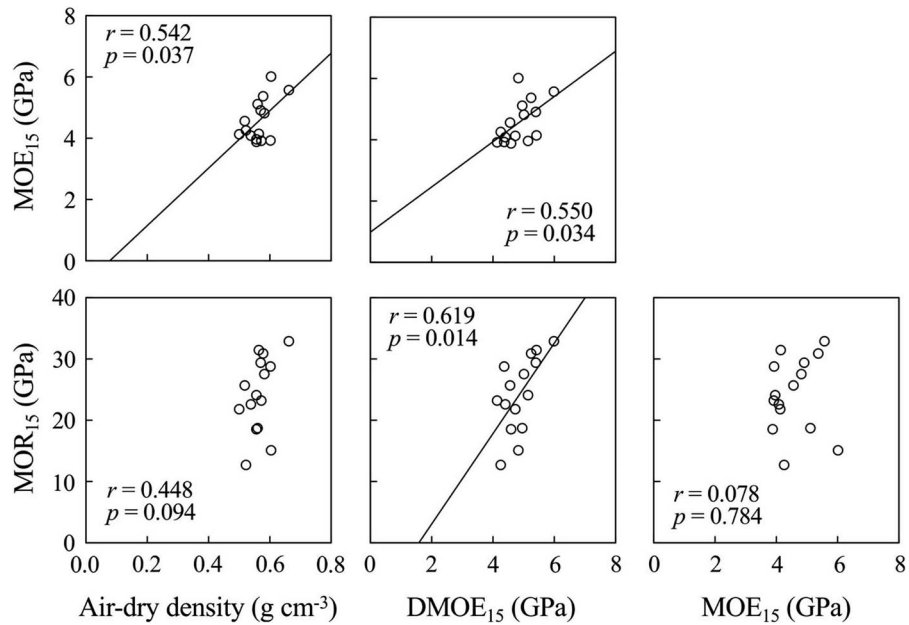 8
6
4
2
0
MOE15 (GPa)
r = 0.542
p = 0.037
r = 0.550
p = 0.034
40
30
20
10
0
MOR15 (GPa)
r = 0.448
p = 0.094
r = 0.619
p = 0.014
r = 0.078
p = 0.784
0.0 0.2 0.4 0.6 0.8
0 2 4 6 8
0 2 4 6 8
Air-dry density (g cm-3)
DMOE15 (GPa)
MOE15 (GPa)